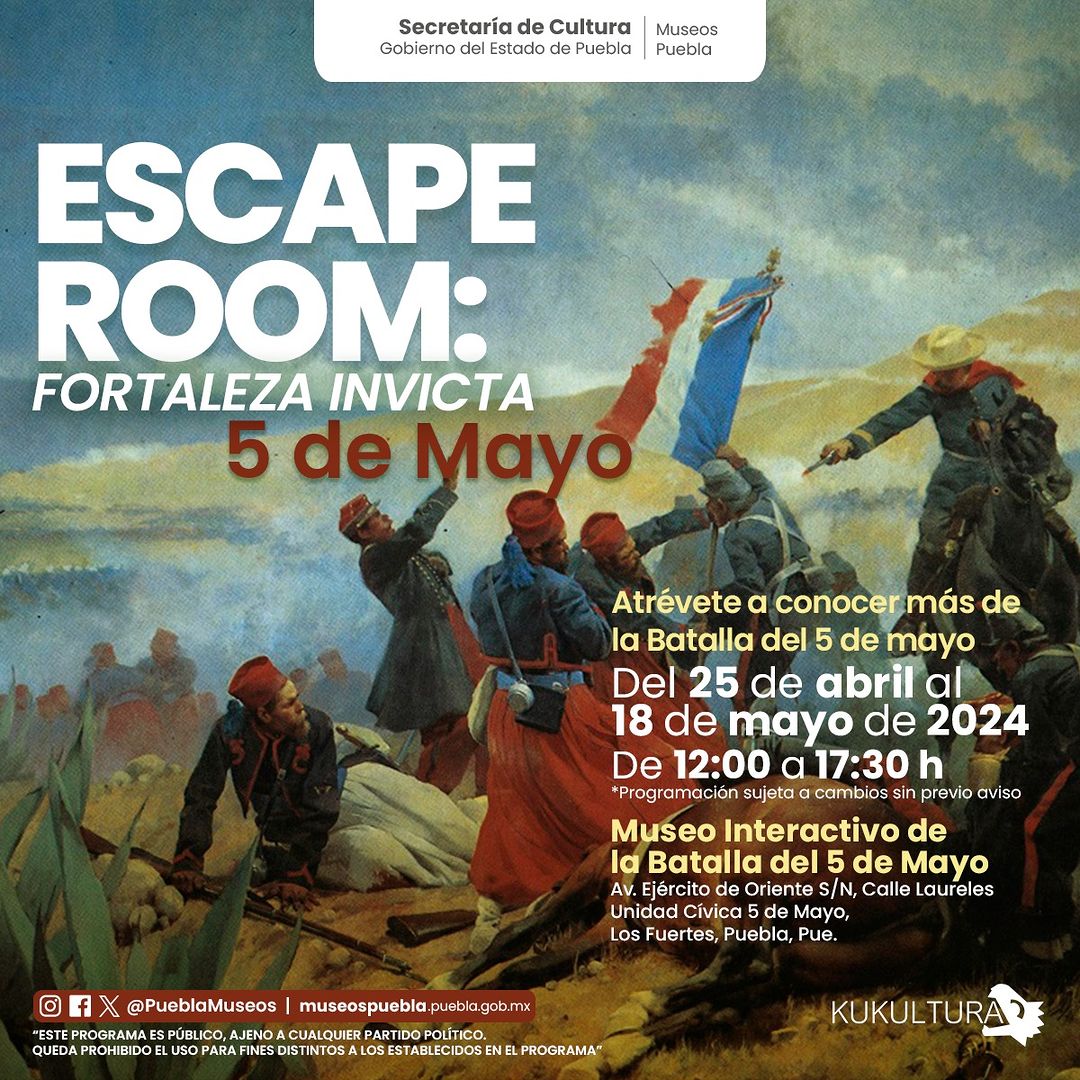 Secretaría de Cultura
Gobierno del Estado de Puebla
Museos
Puebla
ESCAPE
ROOM:
FORTALEZA INVICTA
5 de Mayo
Atrévete a conocer más de
la Batalla del 5 de mayo
Del 25 de abril al
18 de mayo de 2024
De 12:00 a 17:30 h
*Programación sujeta a cambios sin previo aviso
Museo Interactivo de
la Batalla del 5 de Mayo
Av. Ejército de Oriente S/N, Calle Laureles
Unidad Cívica 5 de Mayo,
Los Fuertes, Puebla, Pue.
@PueblaMuseos | museospuebla.puebla.gob.mx
"ESTE PROGRAMA ES PÚBLICO, AJENO A CUALQUIER PARTIDO POLÍTICO.
QUEDA PROHIBIDO EL USO PARA FINES DISTINTOS A LOS ESTABLECIDOS EN EL PROGRAMA"
KUKULTURA